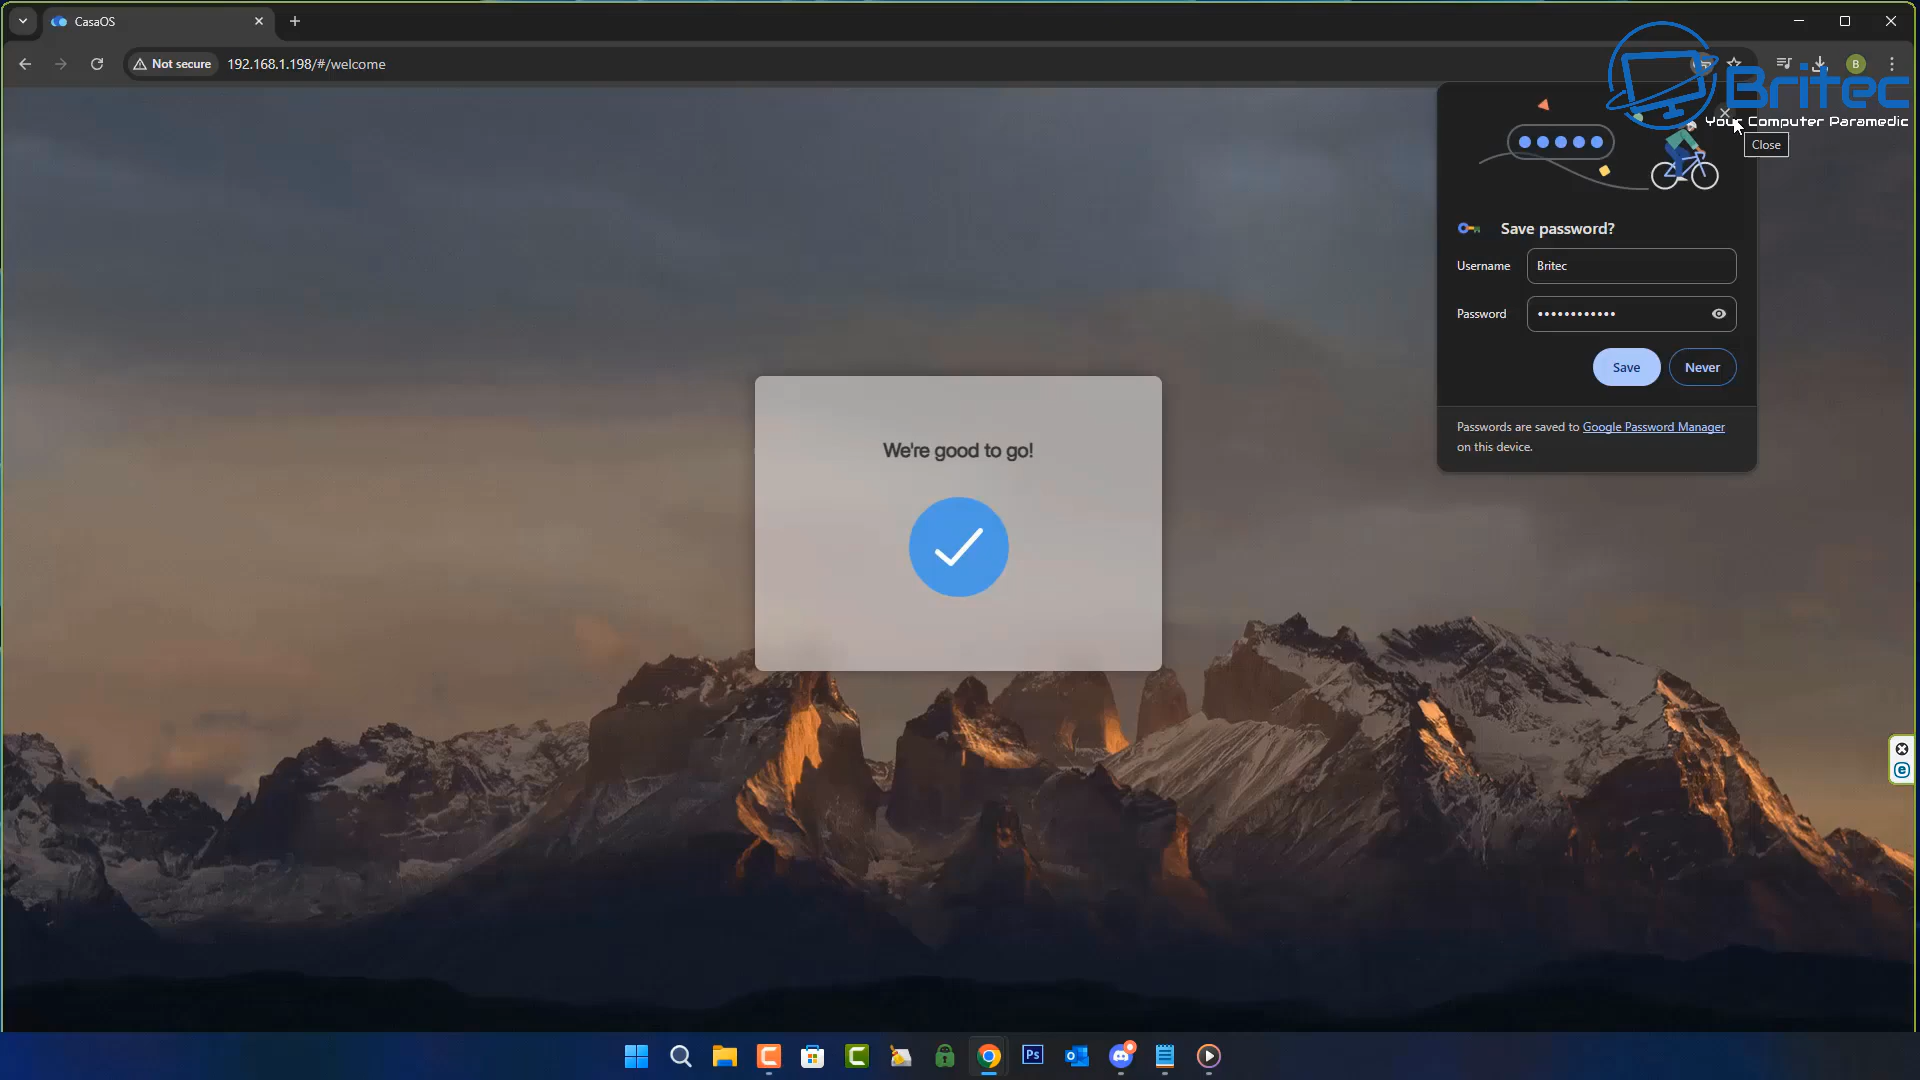 CasaOS
Not secure
192.168.1.198/#/welcome
B
Britec
Your Computer Paramedic
Close
Save password?
Username
Britec
Password
••••••••••••
Save
Never
Passwords are saved to Google Password Manager
on this device.
We're good to go!
Ps